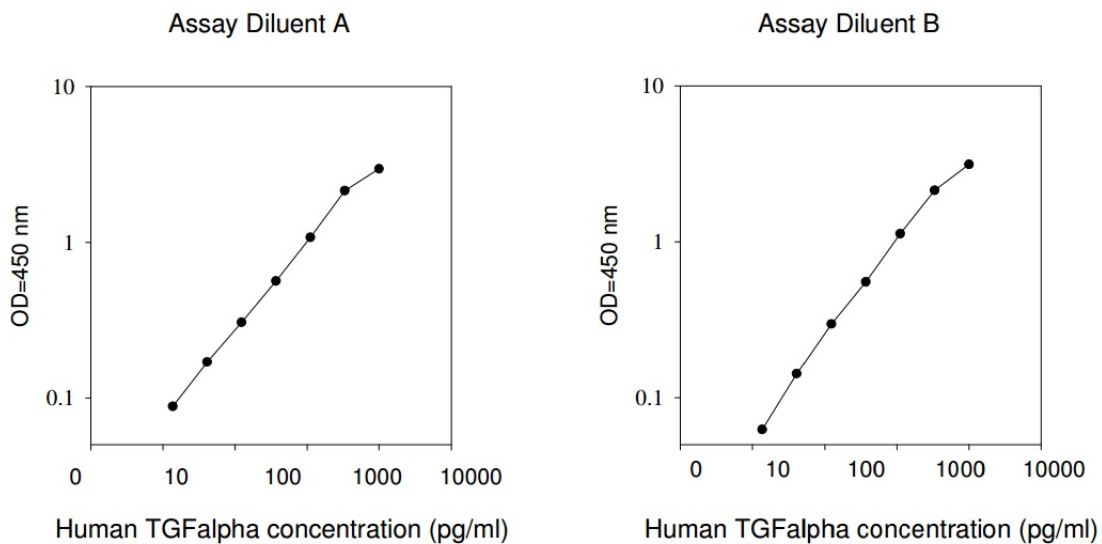 Assay Diluent A
10
1
0.1
OD=450 nm
0 10 100 1000 10000
Human TGFalpha concentration (pg/ml)
Assay Diluent B
10
1
0.1
OD=450 nm
0 10 100 1000 10000
Human TGFalpha concentration (pg/ml)